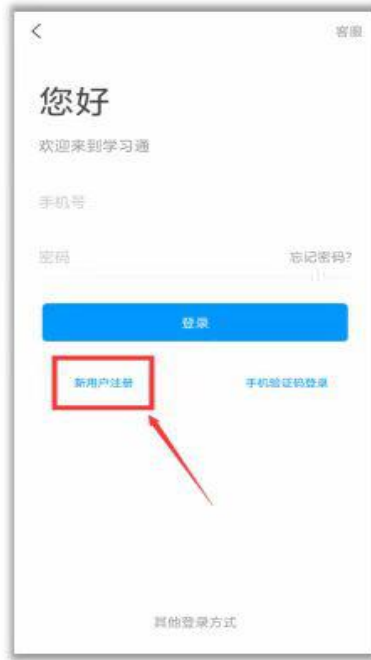 客服
您好
欢迎来到学习通
手机号
密码 忘记密码?
登录
新用户注册 手机验证码登录
其他登录方式